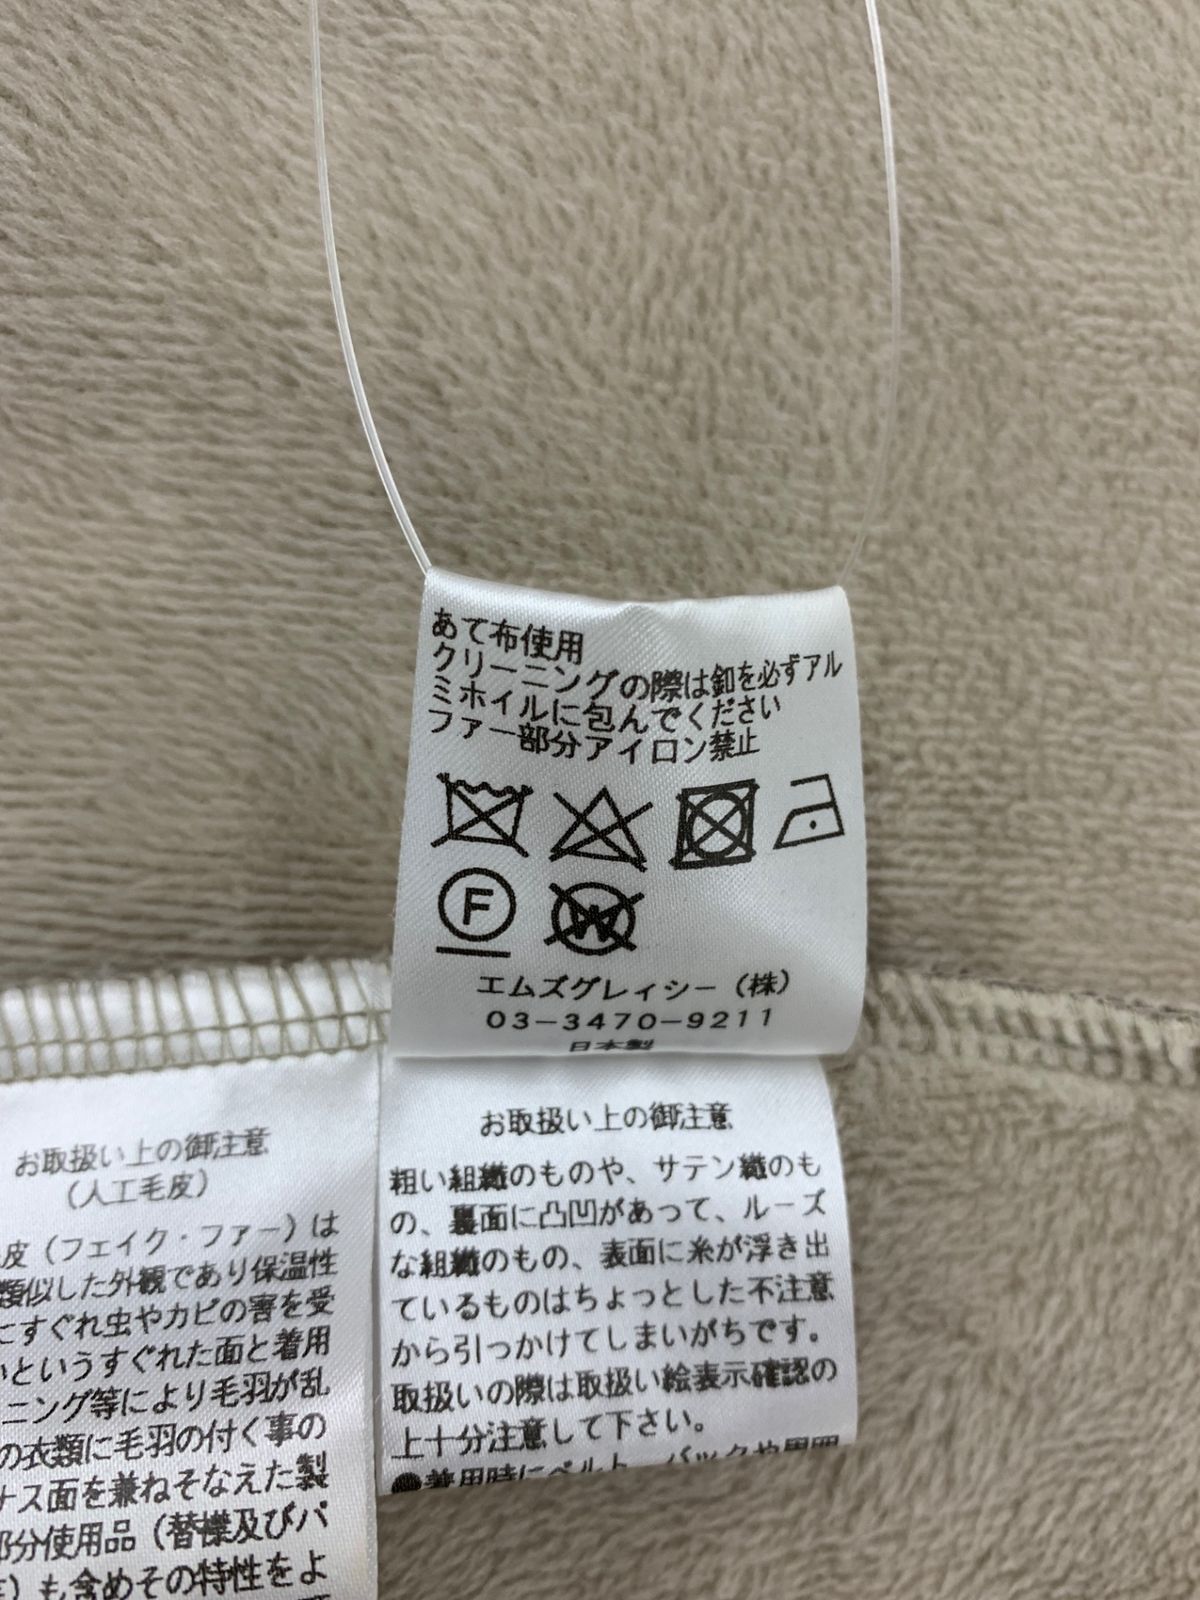 あて布使用
クリーニングの際は釦を必ずアル
ミホイルに包んでください
ファー部分アイロン禁止
F
W
エムズグレイシー（株）
03-3470-9211
日本製
お取扱い上の御注意
（人工毛皮）
皮（フェイク・ファー）は
類似した外観であり保温性
にすぐれ虫やカビの害を受
いというすぐれた面と着用
ニング等により毛羽が乱
の衣類に毛羽の付く事の
ナス面を兼ねそなえた製
部分使用品（替襟及びパ
）も含めその特性をよ
お取扱い上の御注意
粗い組織のものや、サテン織のも
の、裏面に凸凹があって、ルーズ
な組織のもの、表面に糸が浮き出
ているものはちょっとした不注意
から引っかけてしまいがちです。
取扱いの際は取扱い絵表示確認の
上十分注意して下さい。
●着用時にベルト、バックや周囲